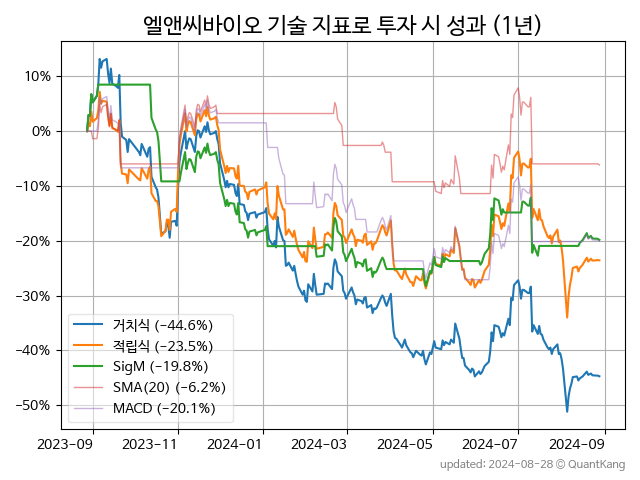 엘앤씨바이오 기술 지표로 투자 시 성과 (1년)
10%
0%
−10%
−20%
−30%
−40%
−50%
거치식 (−44.6%)
적립식 (−23.5%)
SigM (−19.8%)
SMA(20) (−6.2%)
MACD (−20.1%)
2023-09 2023-11 2024-01 2024-03 2024-05 2024-07 2024-09
updated: 2024-08-28 © QuantKang